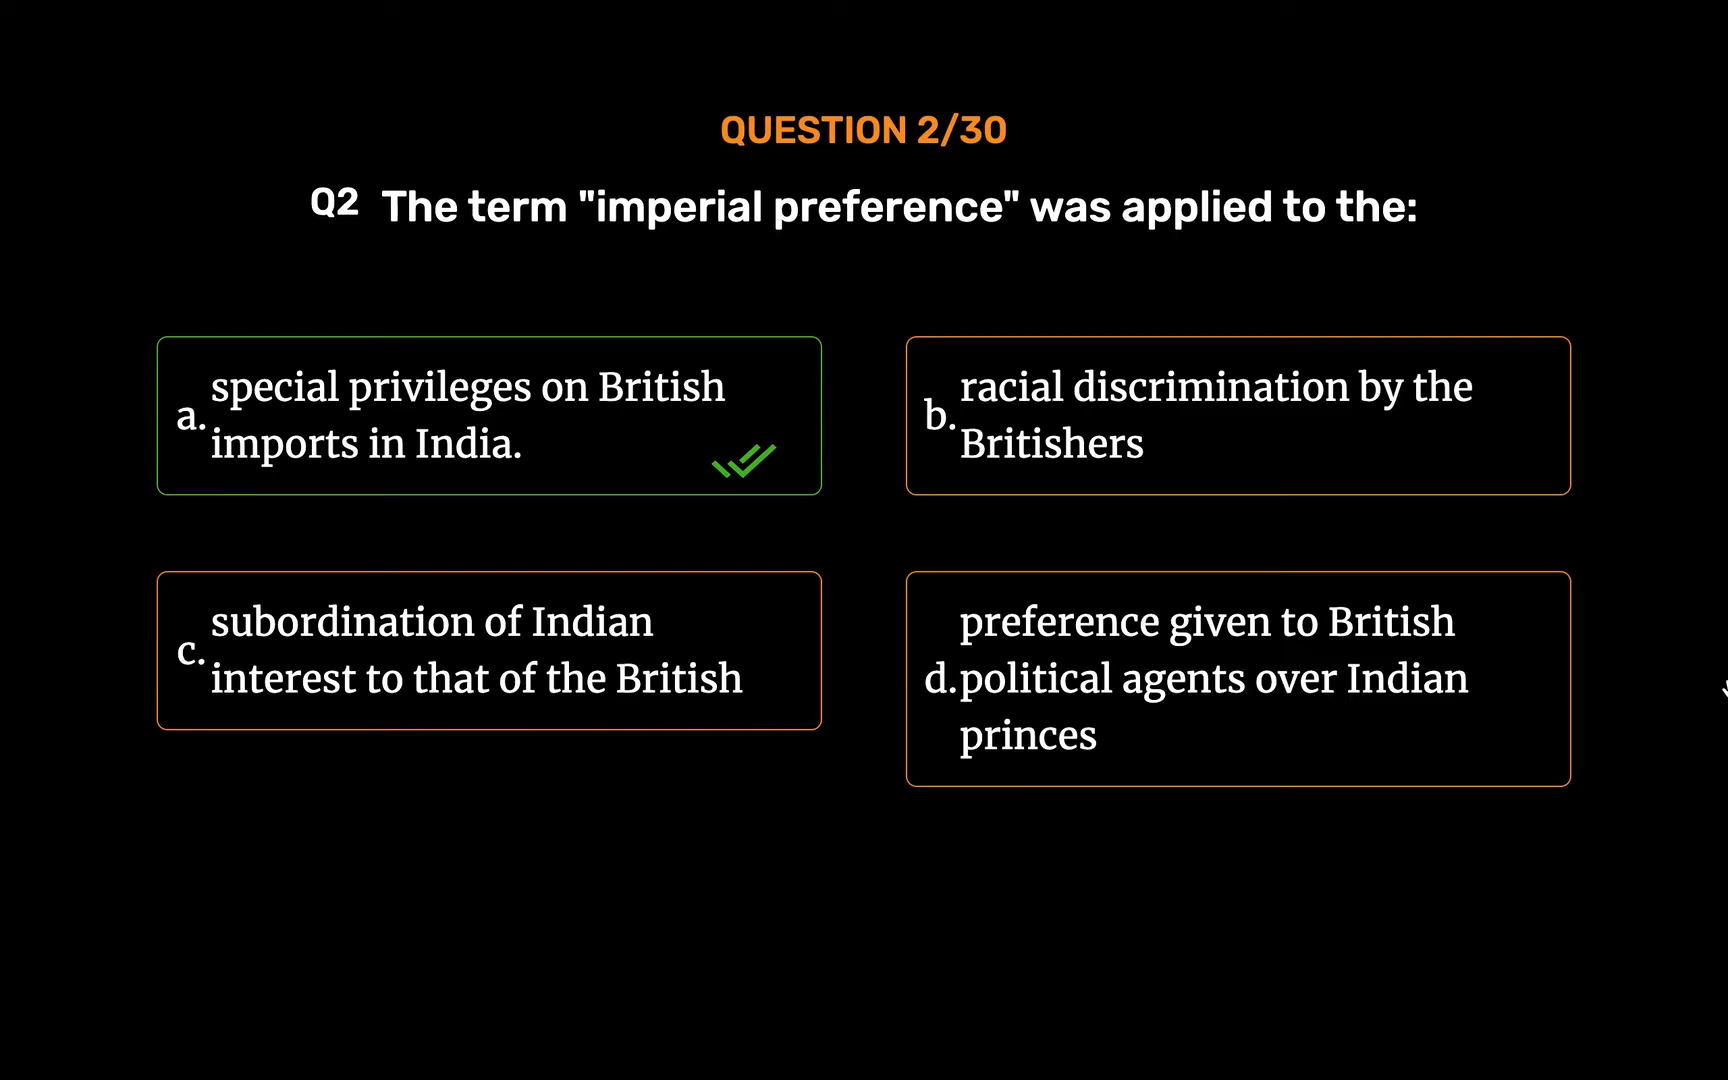 QUESTION 2/30
Q2 The term "imperial preference" was applied to the:
a. special privileges on British
imports in India.
b. racial discrimination by the
Britishers
c. subordination of Indian
interest to that of the British
d. preference given to British
political agents over Indian
princes